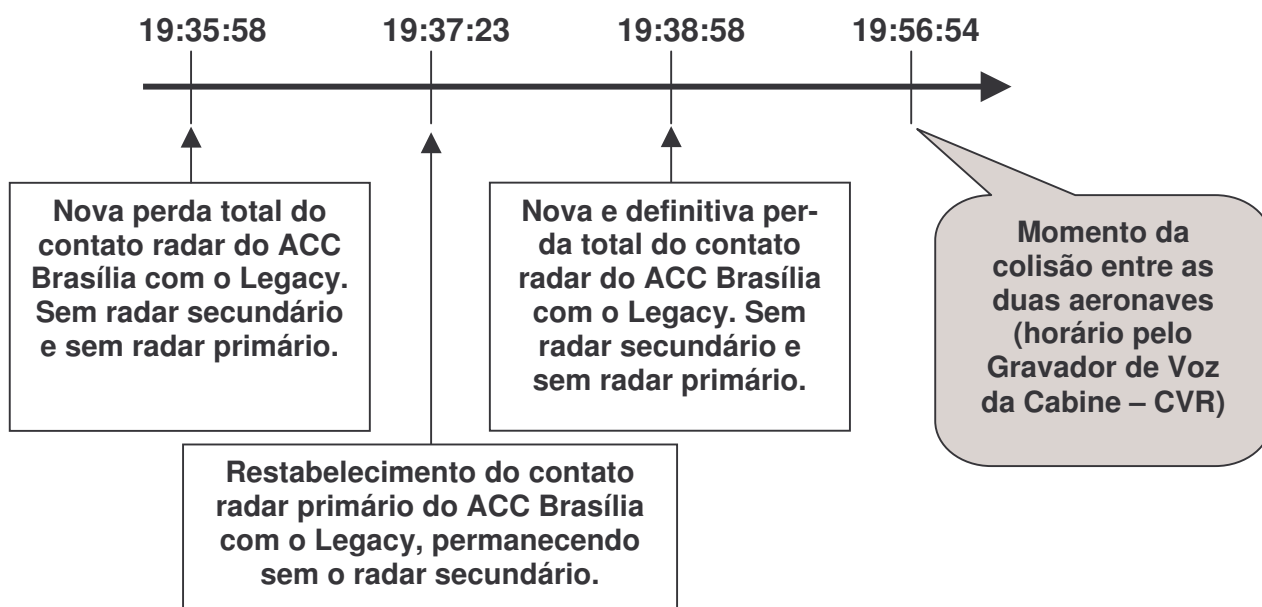 19:35:58
19:37:23
19:38:58
19:56:54
Nova perda total do
contato radar do ACC
Brasília com o Legacy.
Sem radar secundário
e sem radar primário.
Restabelecimento do contato
radar primário do ACC Brasília
com o Legacy, permanecendo
sem o radar secundário.
Nova e definitiva per-
da total do contato
radar do ACC Brasília
com o Legacy. Sem
radar secundário e
sem radar primário.
Momento da
colisão entre as
duas aeronaves
(horário pelo
Gravador de Voz
da Cabine – CVR)